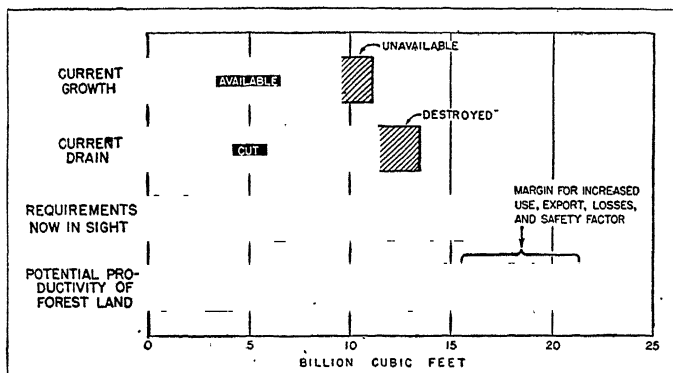 UNAVAILABLE
CURRENT
GROWTH
AVAILABLE
DESTROYED
CURRENT
DRAIN
CUT
MARGIN FOR INCREASED
USE, EXPORT, LOSSES,
AND SAFETY FACTOR
REQUIREMENTS
NOW IN SIGHT
POTENTIAL PRO-
DUCTIVITY OF
FOREST LAND
0 5 10 15 20 25
BILLION CUBIC FEET